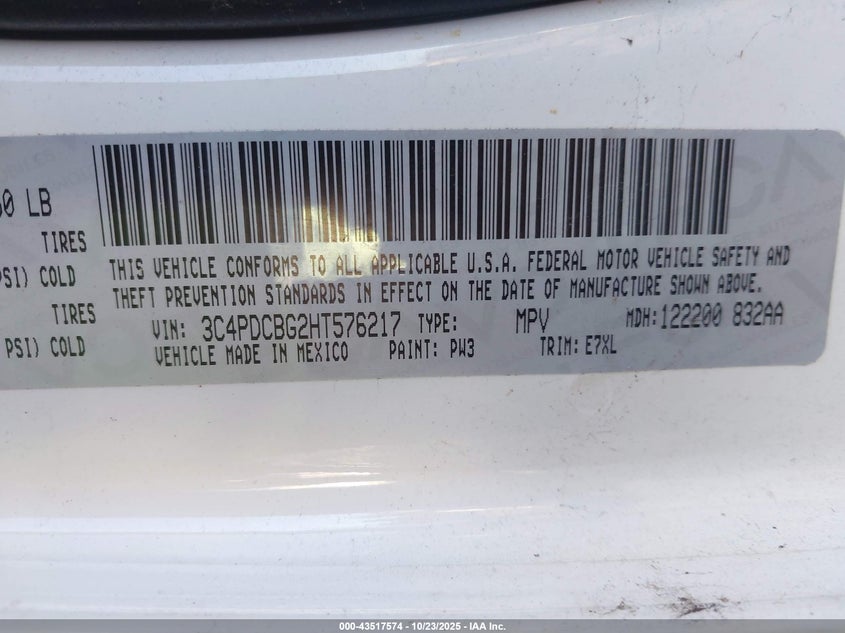 60 LB
TIRES
PSI) COLD
TIRES
PSI) COLD
THIS VEHICLE CONFORMS TO ALL APPLICABLE U.S.A. FEDERAL MOTOR VEHICLE SAFETY AND
THEFT PREVENTION STANDARDS IN EFFECT ON THE DATE OF MANUFACTURE SHOWN ABOVE.
VIN: 3C4PDCBG2HT576217 TYPE: MPV MDH:122200 832AA
VEHICLE MADE IN MEXICO PAINT: PW3 TRIM: E7XL
000-43517574 - 10/23/2025 - IAA Inc.